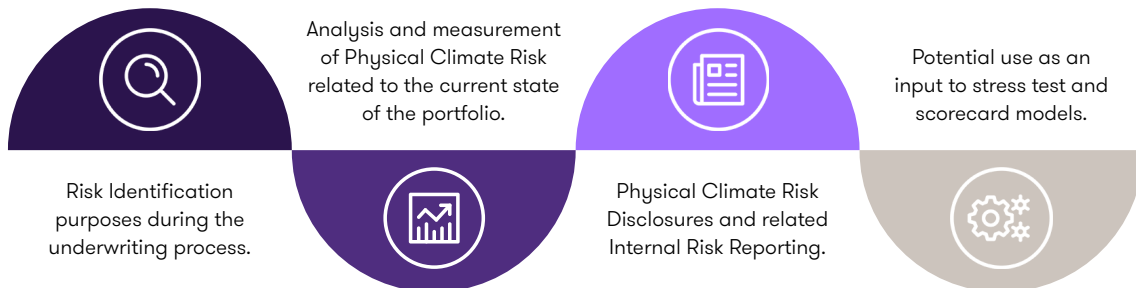 Risk Identification
purposes during the
underwriting process.
Analysis and measurement
of Physical Climate Risk
related to the current state
of the portfolio.
Physical Climate Risk
Disclosures and related
Internal Risk Reporting.
Potential use as an
input to stress test and
scorecard models.